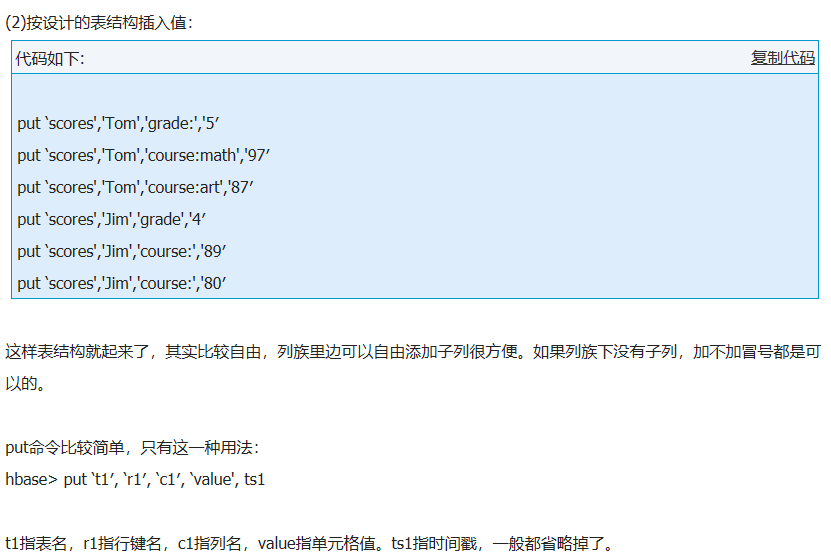 (2)按设计的表结构插入值：
代码如下:
复制代码
put ‘scores','Tom','grade:','5′
put ‘scores','Tom','course:math','97′
put ‘scores','Tom','course:art','87′
put ‘scores','Jim','grade','4′
put ‘scores','Jim','course:','89′
put ‘scores','Jim','course:','80′
这样表结构就起来了，其实比较自由，列族里边可以自由添加子列很方便。如果列族下没有子列，加不加冒号都是可
以的。
put命令比较简单，只有这一种用法：
hbase> put ‘t1′, ‘r1′, ‘c1′, ‘value', ts1
t1指表名，r1指行键名，c1指列名，value指单元格值。ts1指时间戳，一般都省略掉了。